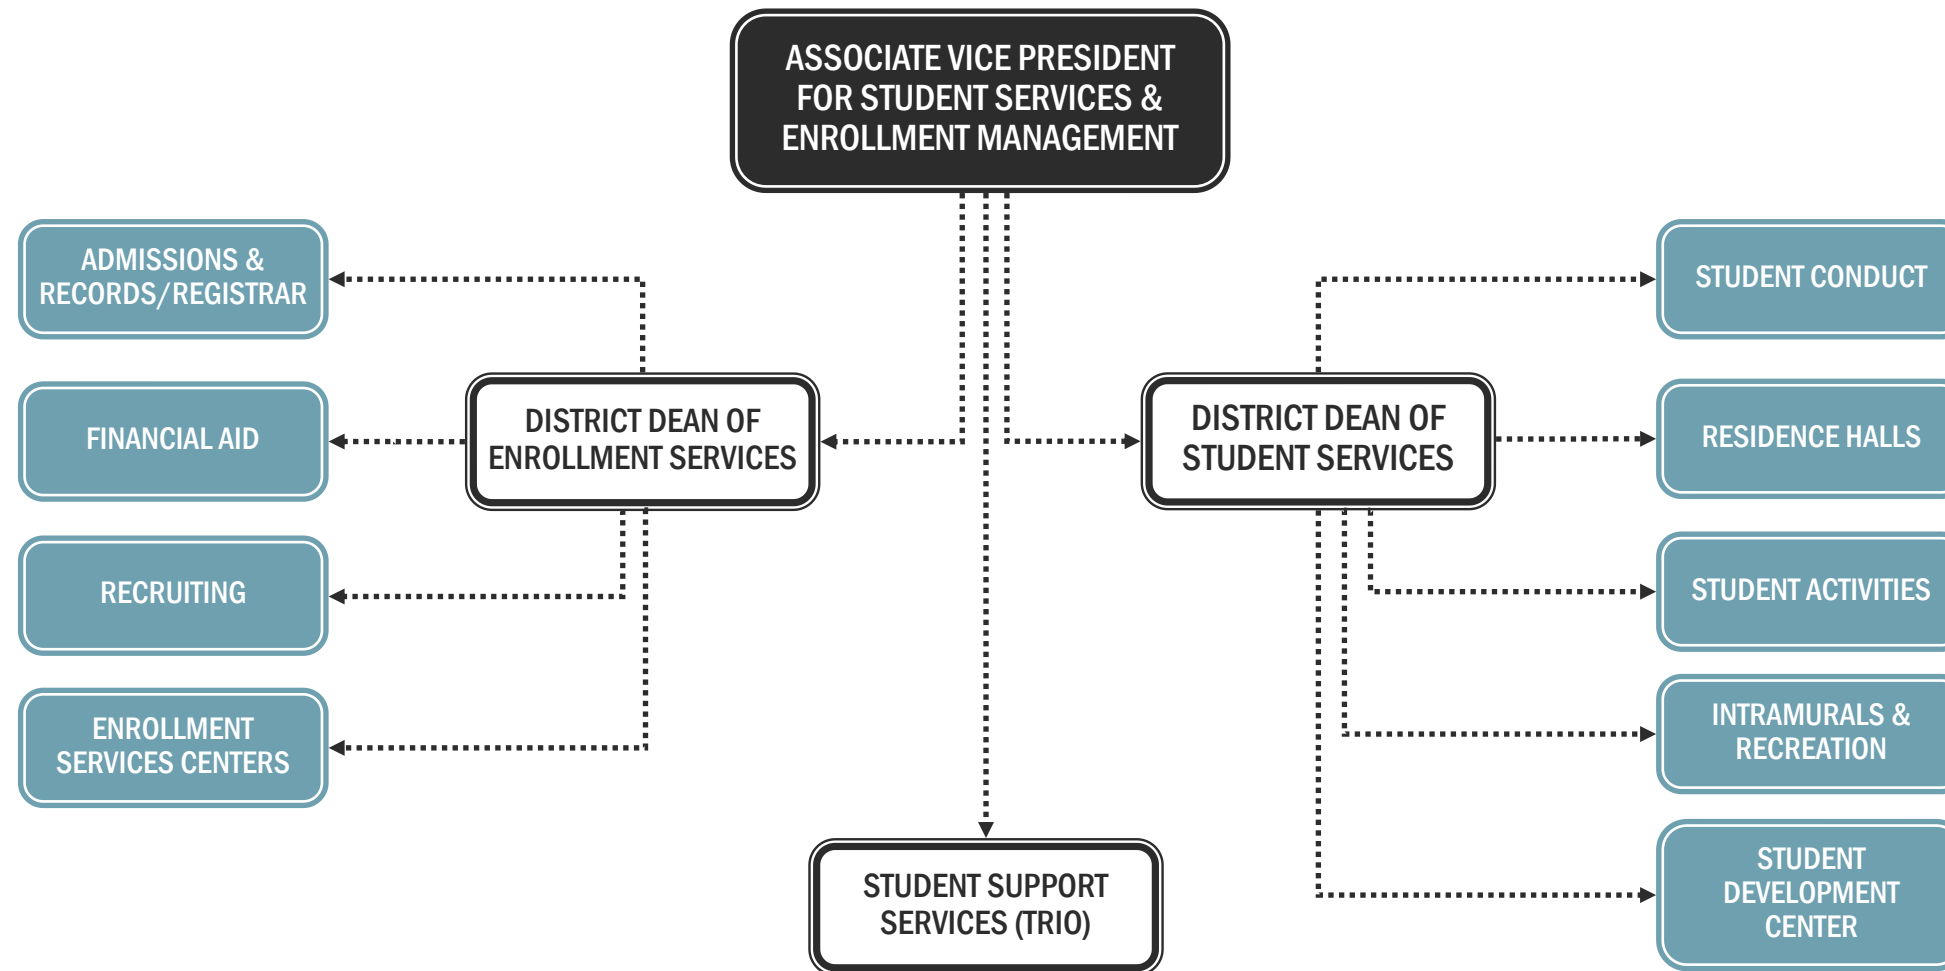 ASSOCIATE VICE PRESIDENT
FOR STUDENT SERVICES &
ENROLLMENT MANAGEMENT
ADMISSIONS &
RECORDS/REGISTRAR
FINANCIAL AID
RECRUITING
ENROLLMENT
SERVICES CENTERS
DISTRICT DEAN OF
ENROLLMENT SERVICES
STUDENT SUPPORT
SERVICES (TRIO)
DISTRICT DEAN OF
STUDENT SERVICES
STUDENT CONDUCT
RESIDENCE HALLS
STUDENT ACTIVITIES
INTRAMURALS &
RECREATION
STUDENT
DEVELOPMENT
CENTER